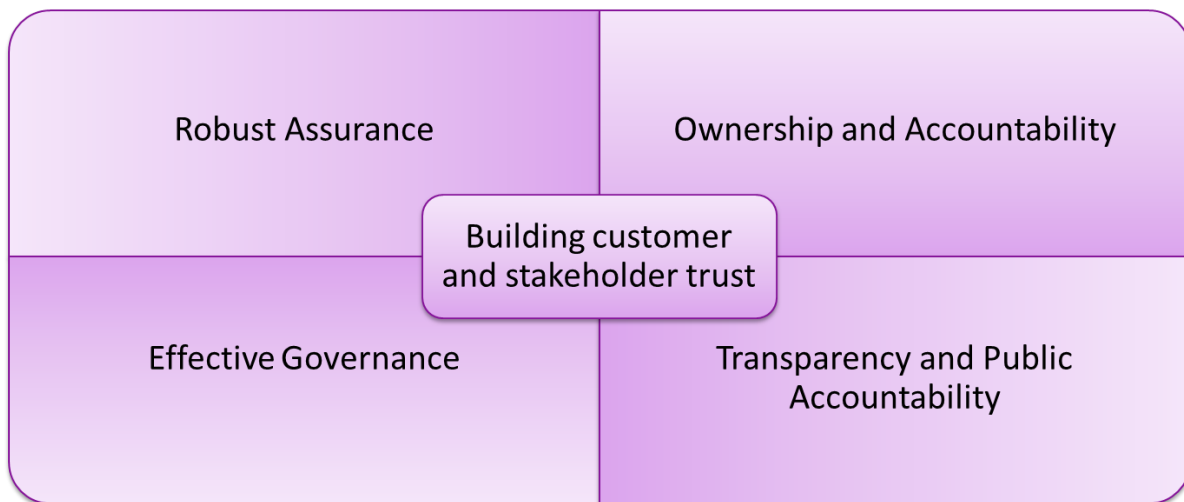 Robust Assurance
Ownership and Accountability
Building customer
and stakeholder trust
Effective Governance
Transparency and Public
Accountability